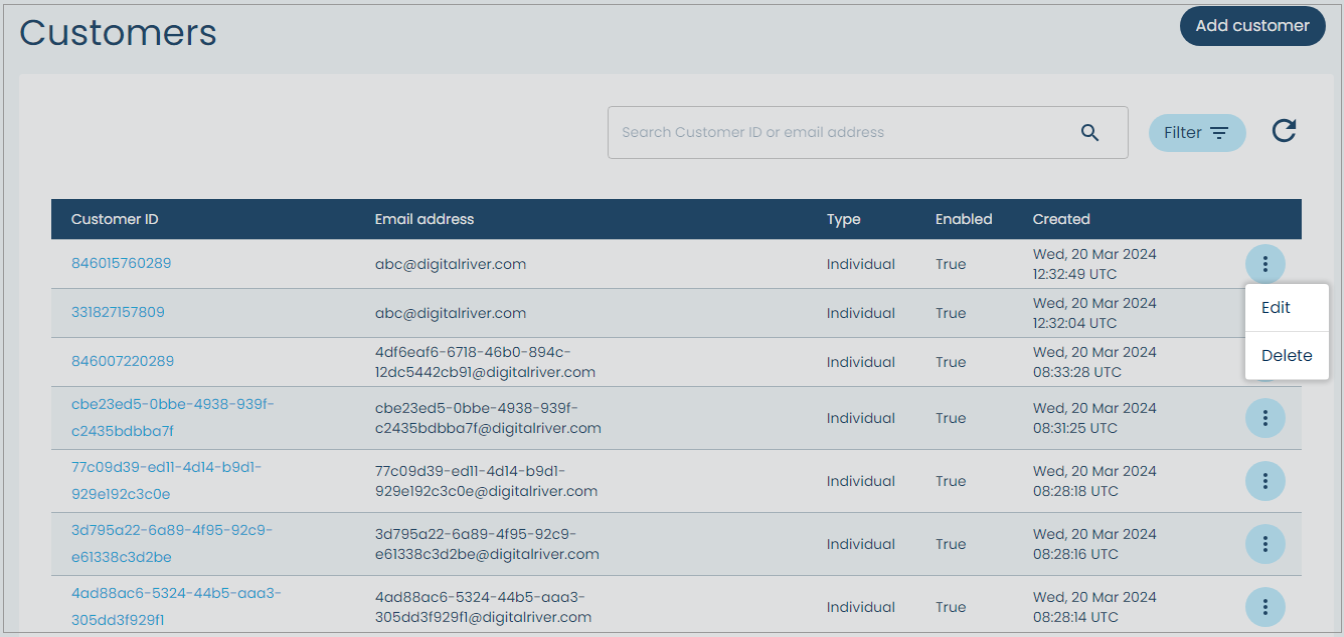 Customers
Add customer
Search Customer ID or email address
Filter
Customer ID Email address Type Enabled Created
846015760289 abc@digitalriver.com Individual True Wed, 20 Mar 2024
12:32:49 UTC
Edit
331827157809 abc@digitalriver.com Individual True Wed, 20 Mar 2024
12:32:04 UTC
Delete
846007220289 4df6eaf6-6718-46b0-894c- Individual True Wed, 20 Mar 2024
12dc5442cb91@digitalriver.com 08:33:28 UTC
cbe23ed5-0bbe-4938-939f- cbe23ed5-0bbe-4938-939f- Individual True Wed, 20 Mar 2024
c2435bdbba7f c2435bdbba7f@digitalriver.com 08:31:25 UTC
77c09d39-ed11-4d14-b9d1- 77c09d39-ed11-4d14-b9d1- Individual True Wed, 20 Mar 2024
929e192c3c0e 929e192c3c0e@digitalriver.com 08:28:18 UTC
3d795a22-6a89-4f95-92c9- 3d795a22-6a89-4f95-92c9- Individual True Wed, 20 Mar 2024
e61338c3d2be e61338c3d2be@digitalriver.com 08:28:16 UTC
4ad88ac6-5324-44b5-aaa3- 4ad88ac6-5324-44b5-aaa3- Individual True Wed, 20 Mar 2024
305dd3f929f1 305dd3f929f1@digitalriver.com 08:28:14 UTC